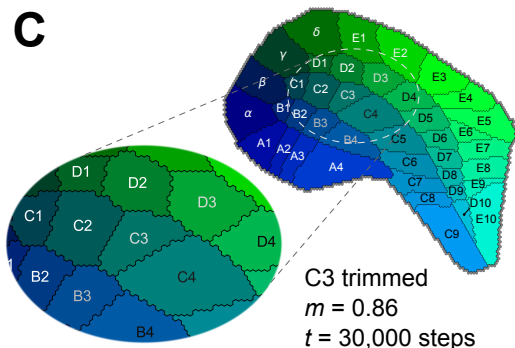 C
δ E1
γ E2
D1 D2
β C1 C2 C3 D3 E3
α B1 B2 B3 C4 D4 E4
A1 A2 A3 A4 B4 C5 D5 E5
C6 D6 E6
C7 D7 E7
C8 D8 E8
C9 D9 E9
D10
E10
D1 D2
D3
C1 C2 C3 D4
B2 B3 C4
B4
C3 trimmed
m = 0.86
t = 30,000 steps